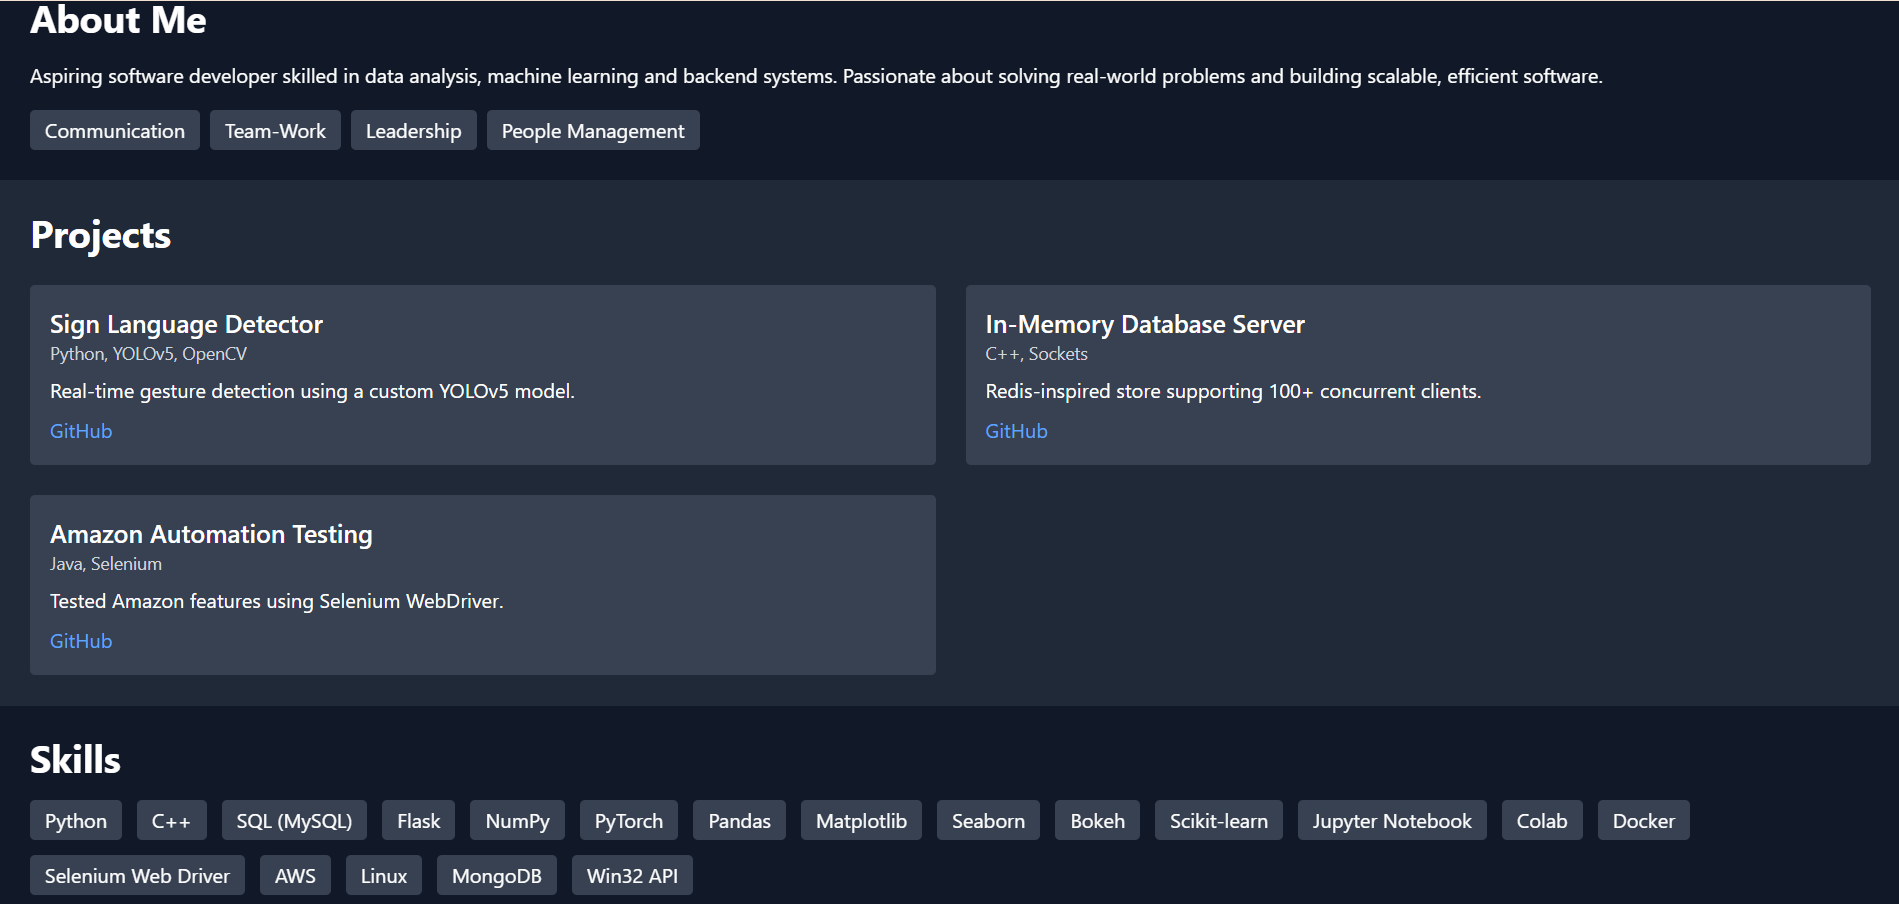 About Me
Aspiring software developer skilled in data analysis, machine learning and backend systems. Passionate about solving real-world problems and building scalable, efficient software.
Communication Team-Work Leadership People Management
Projects
Sign Language Detector
Python, YOLOv5, OpenCV
Real-time gesture detection using a custom YOLOv5 model.
GitHub
In-Memory Database Server
C++, Sockets
Redis-inspired store supporting 100+ concurrent clients.
GitHub
Amazon Automation Testing
Java, Selenium
Tested Amazon features using Selenium WebDriver.
GitHub
Skills
Python C++ SQL (MySQL) Flask NumPy PyTorch Pandas Matplotlib Seaborn Bokeh Scikit-learn Jupyter Notebook Colab Docker
Selenium Web Driver AWS Linux MongoDB Win32 API